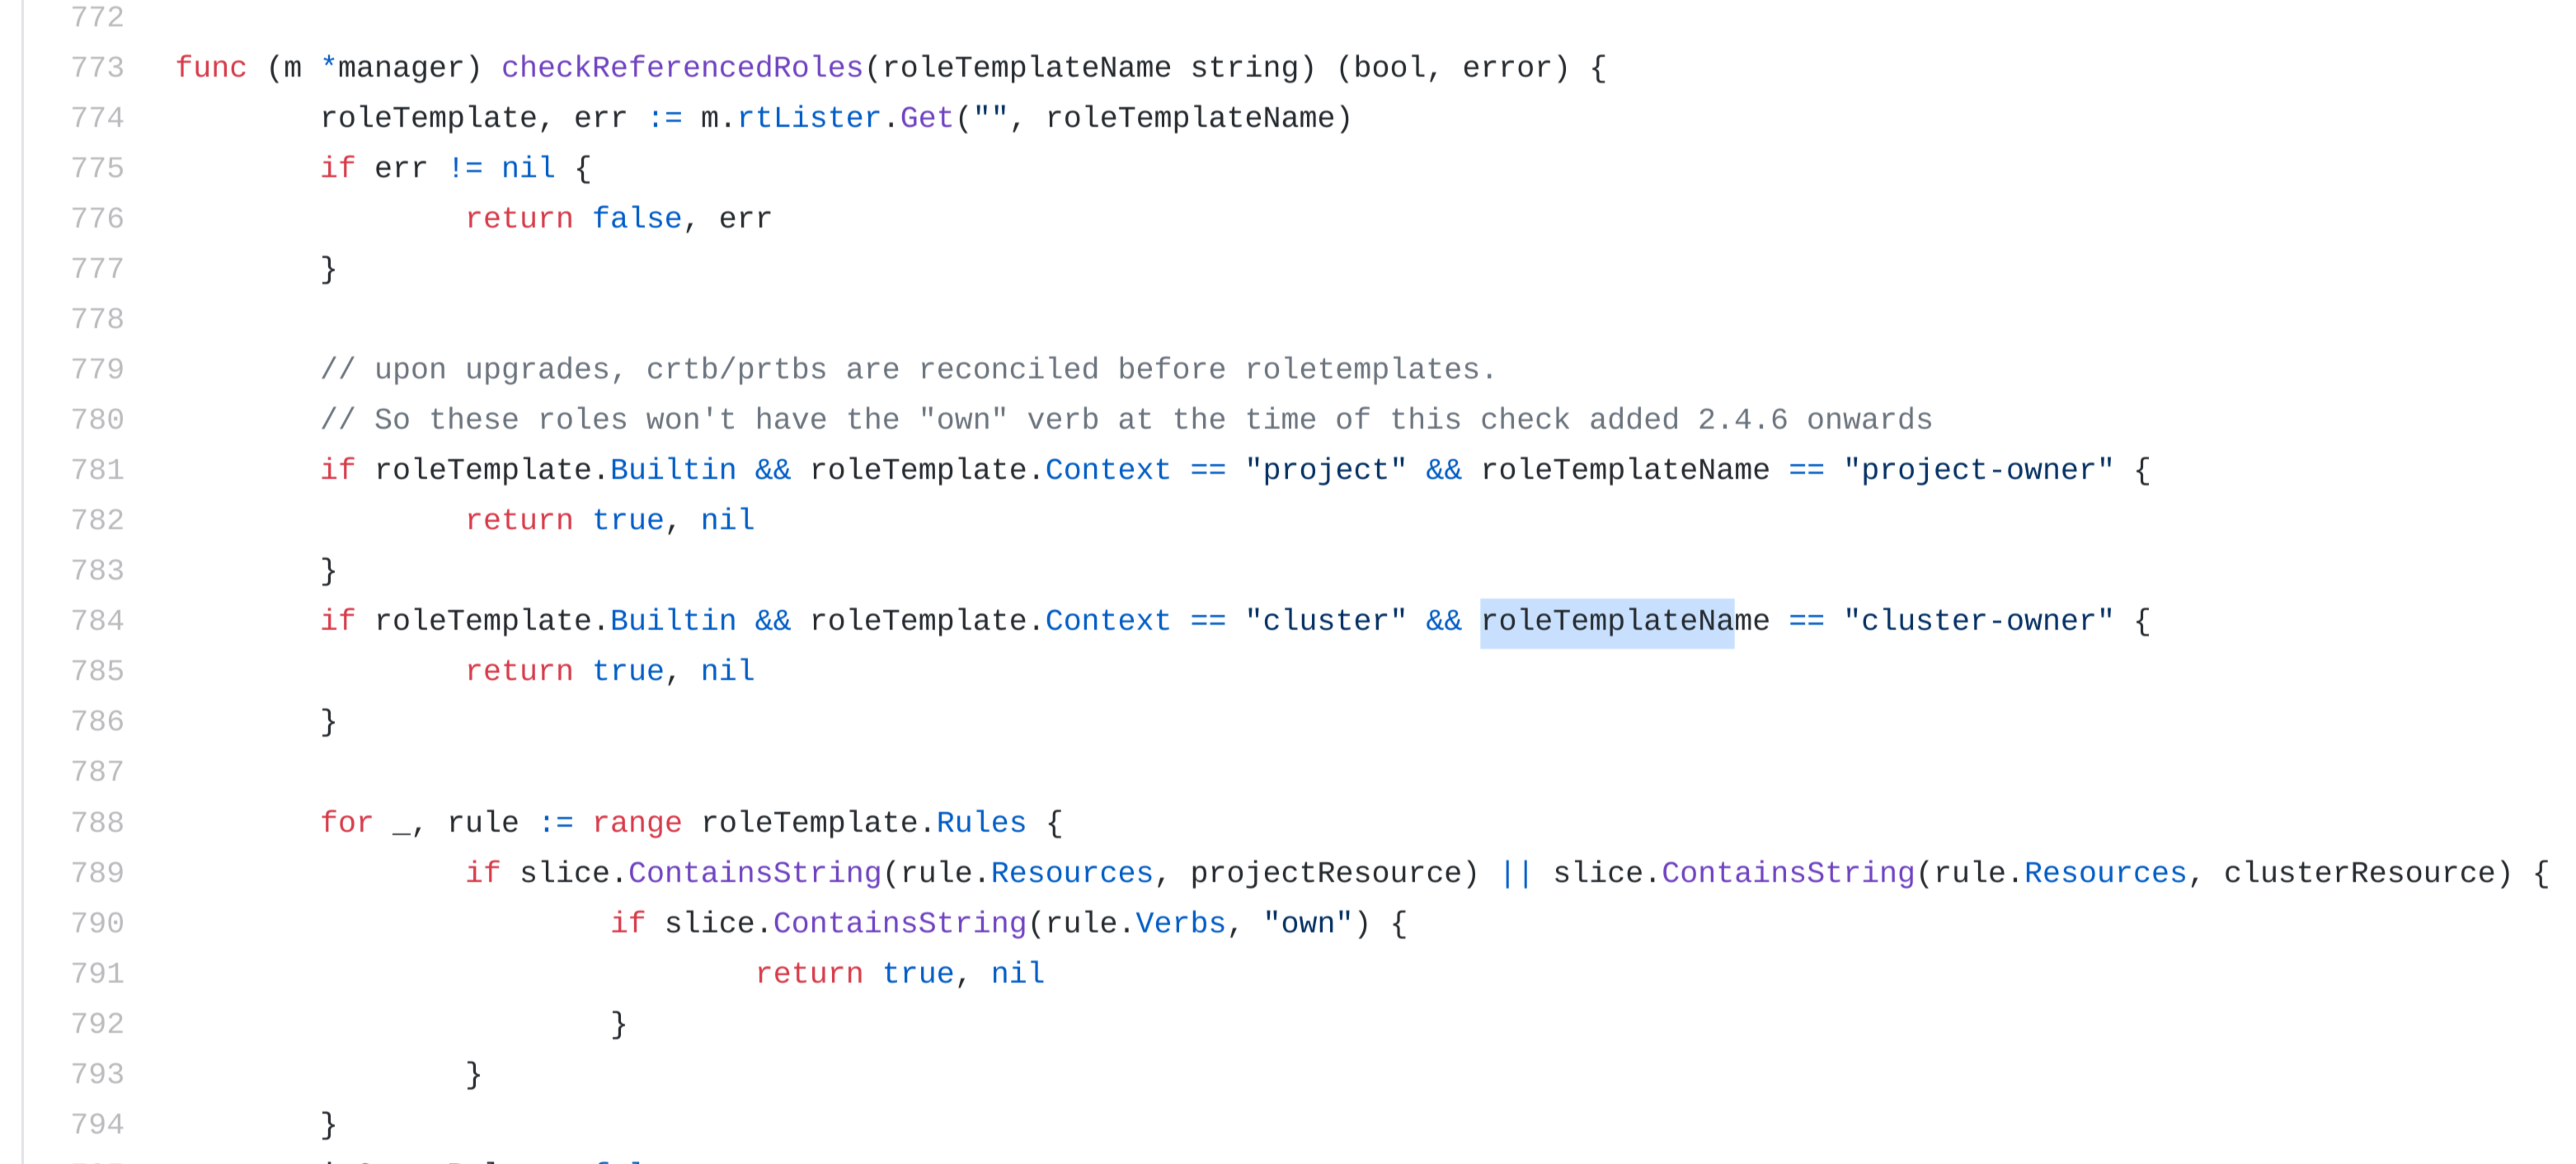 772
773 func (m *manager) checkReferencedRoles(roleTemplateName string) (bool, error) {
774 roleTemplate, err := m.rtLister.Get("", roleTemplateName)
775 if err != nil {
776 return false, err
777 }
778
779 // upon upgrades, crtb/prtbs are reconciled before roletemplates.
780 // So these roles won't have the "own" verb at the time of this check added 2.4.6 onwards
781 if roleTemplate.Builtin && roleTemplate.Context == "project" && roleTemplateName == "project-owner" {
782 return true, nil
783 }
784 if roleTemplate.Builtin && roleTemplate.Context == "cluster" && roleTemplateName == "cluster-owner" {
785 return true, nil
786 }
787
788 for _, rule := range roleTemplate.Rules {
789 if slice.ContainsString(rule.Resources, projectResource) || slice.ContainsString(rule.Resources, clusterResource) {
790 if slice.ContainsString(rule.Verbs, "own") {
791 return true, nil
792 }
793 }
794 }